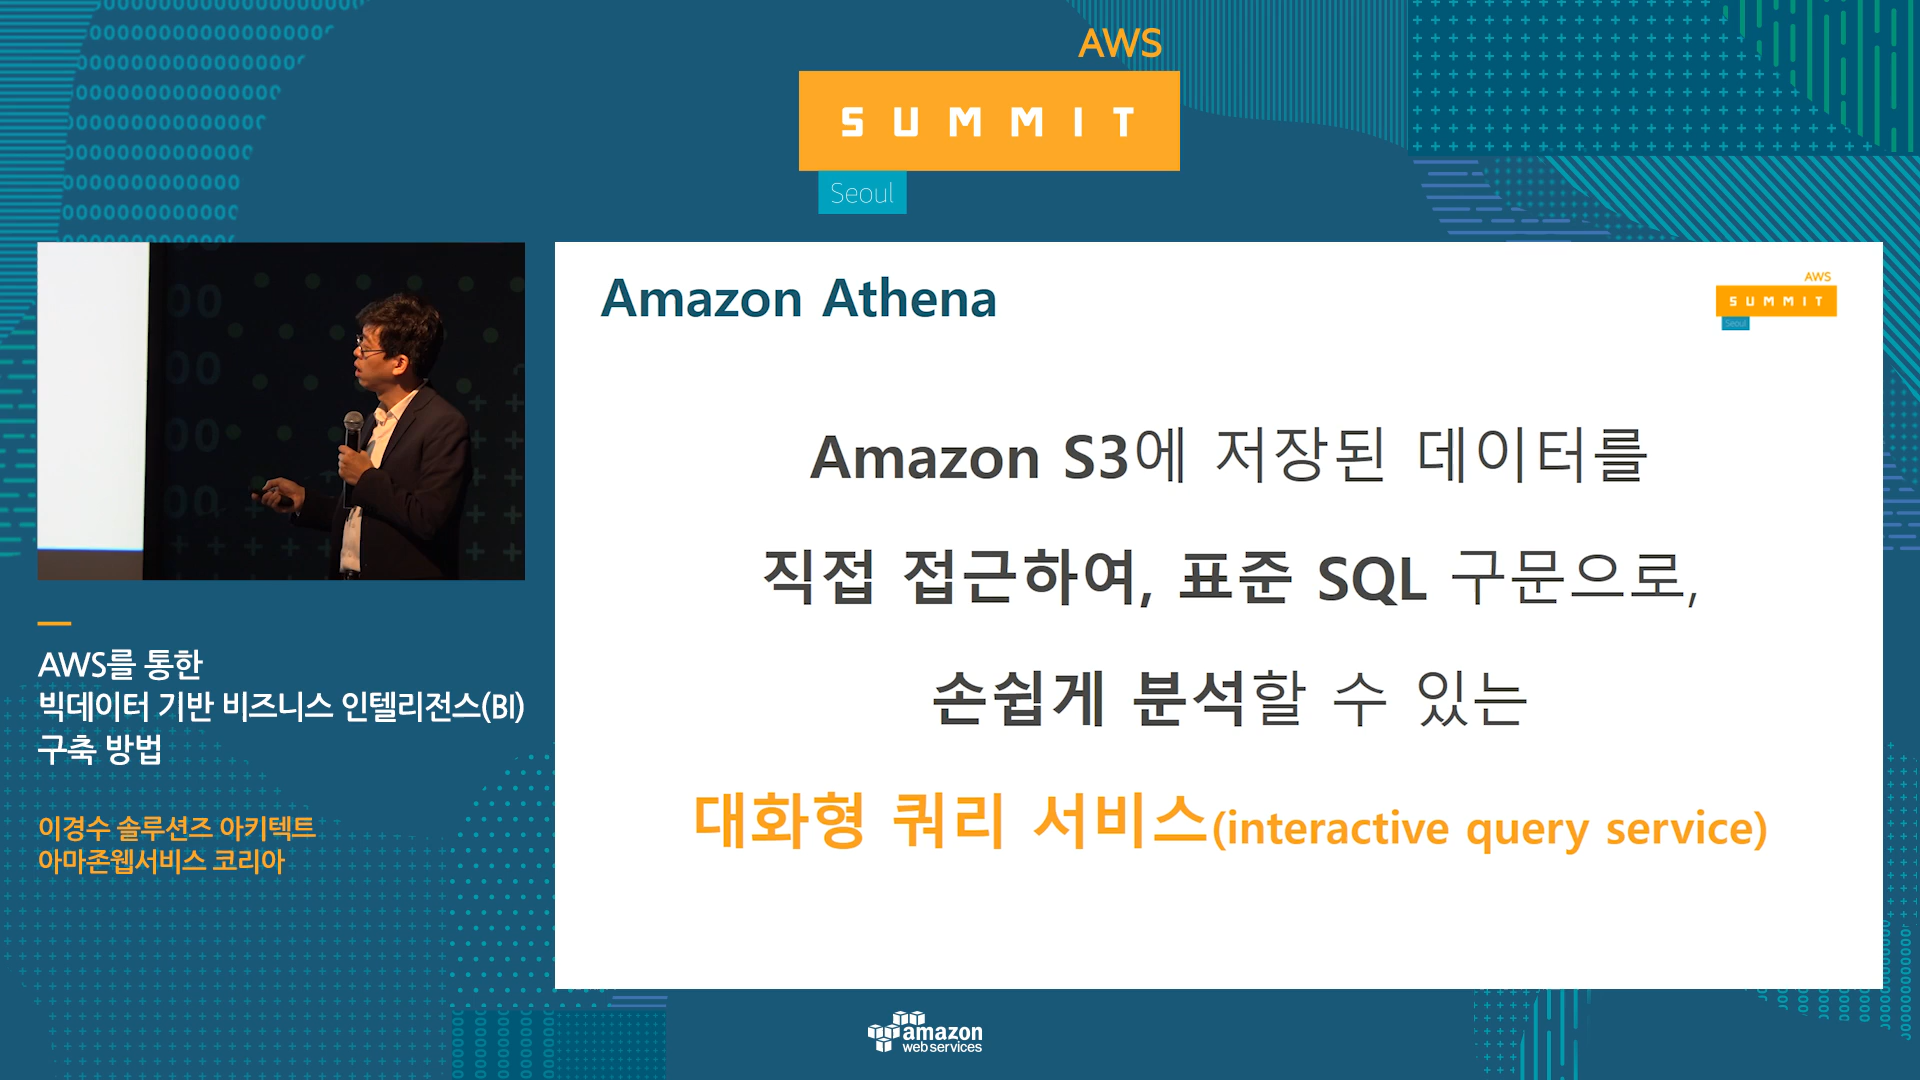 AWS
SUMMIT
Seoul
Amazon Athena
AWS
SUMMIT
Seoul
Amazon S3에 저장된 데이터를
직접 접근하여, 표준 SQL 구문으로,
손쉽게 분석할 수 있는
대화형 쿼리 서비스(interactive query service)
AWS를 통한
빅데이터 기반 비즈니스 인텔리전스(BI)
구축 방법
이경수 솔루션즈 아키텍트
아마존웹서비스 코리아
amazon
web services